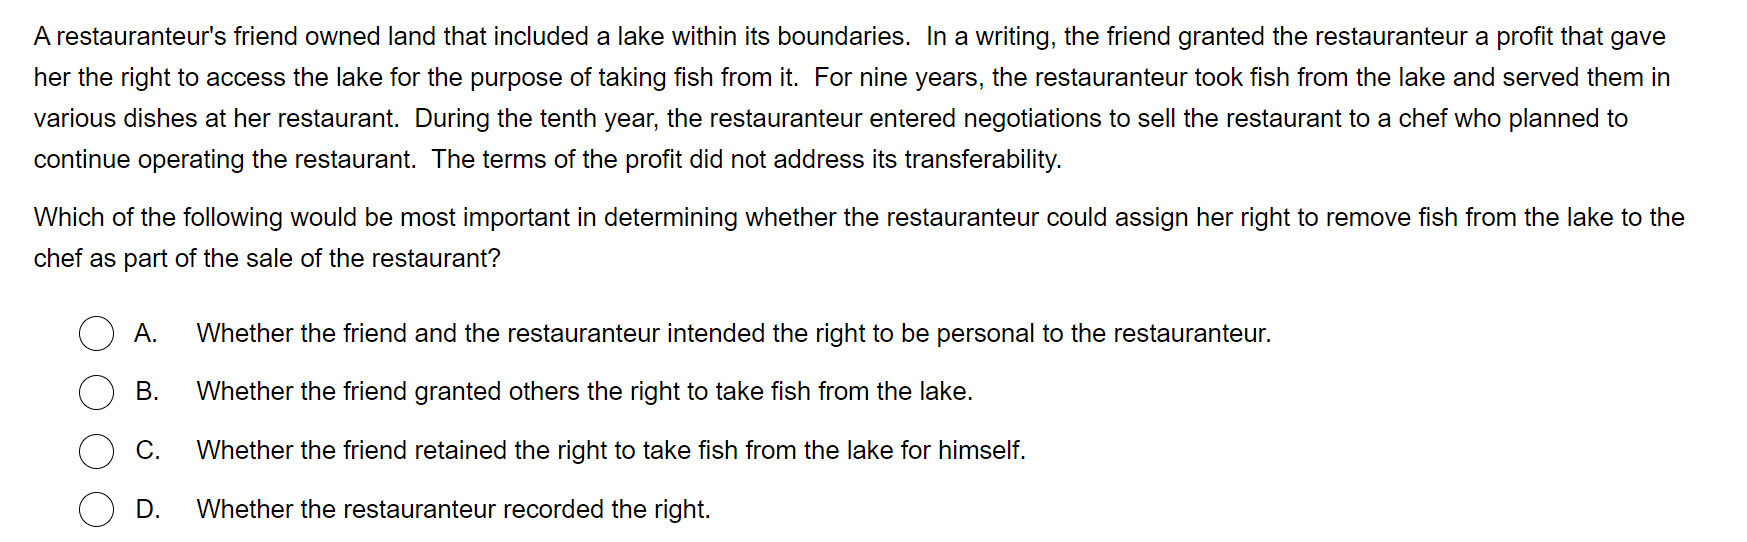 A restauranteur's friend owned land that included a lake within its boundaries.  In a writing, the friend granted the restauranteur a profit that gave
her the right to access the lake for the purpose of taking fish from it.  For nine years, the restauranteur took fish from the lake and served them in
various dishes at her restaurant.  During the tenth year, the restauranteur entered negotiations to sell the restaurant to a chef who planned to
continue operating the restaurant.  The terms of the profit did not address its transferability.
Which of the following would be most important in determining whether the restauranteur could assign her right to remove fish from the lake to the
chef as part of the sale of the restaurant?
A. Whether the friend and the restauranteur intended the right to be personal to the restauranteur.
B. Whether the friend granted others the right to take fish from the lake.
C. Whether the friend retained the right to take fish from the lake for himself.
D. Whether the restauranteur recorded the right.